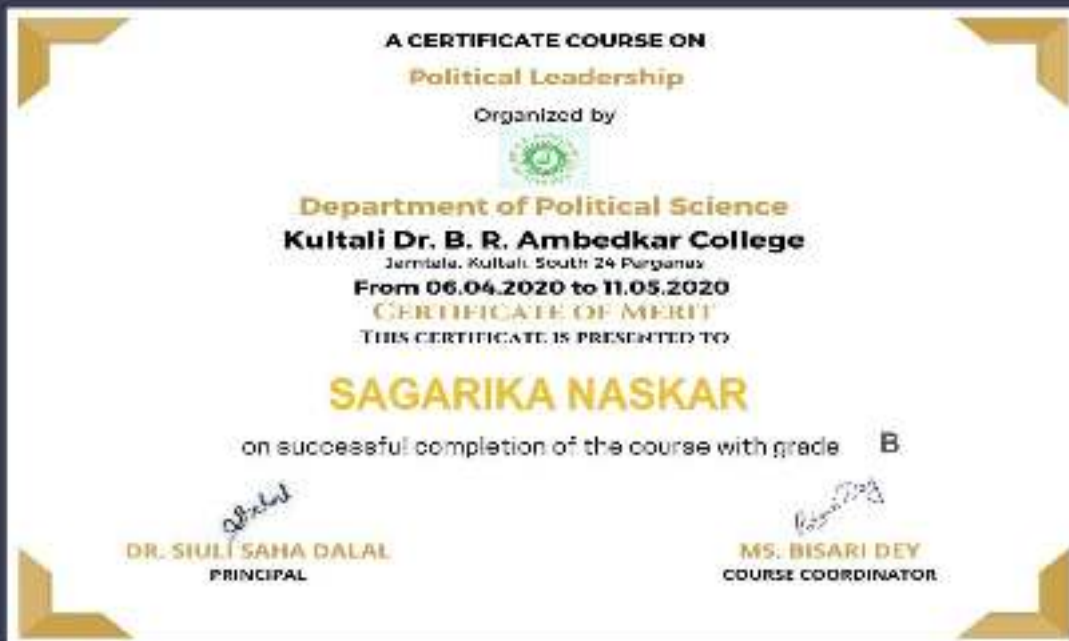 A CERTIFICATE COURSE ON
Political Leadership
Organized by
Department of Political Science
Kultali Dr. B. R. Ambedkar College
Jamtala, Kultali, South 24 Parganas
From 06.04.2020 to 11.05.2020
CERTIFICATE OF MERIT
THIS CERTIFICATE IS PRESENTED TO
SAGARIKA NASKAR
on successful completion of the course with grade B
DR. SIULI SAHA DALAL
PRINCIPAL
MS. BISARI DEY
COURSE COORDINATOR